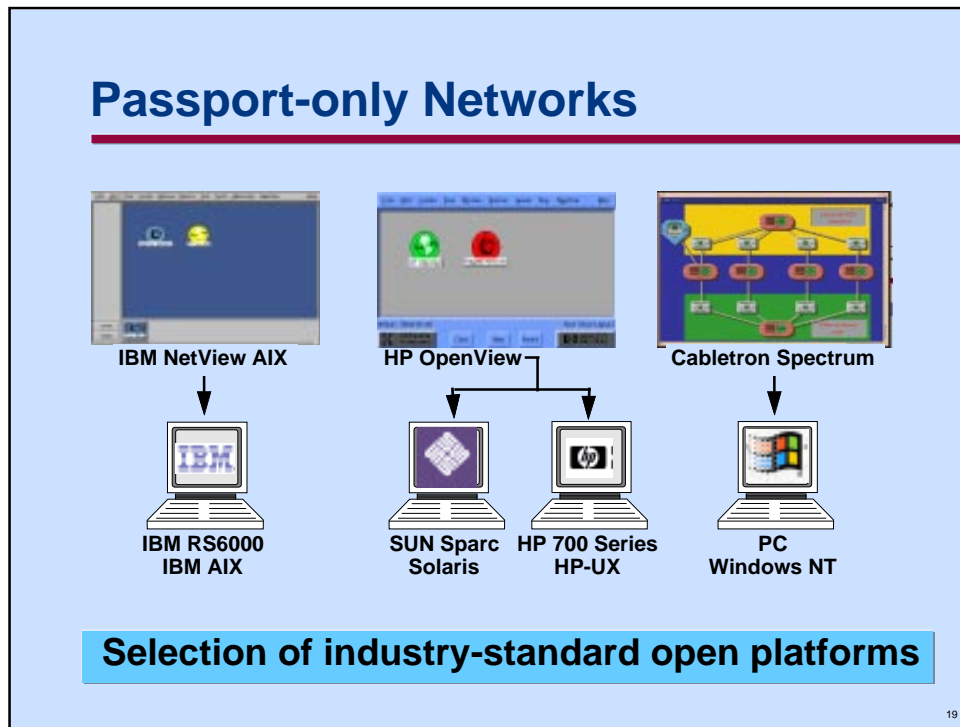 Passport-only Networks
IBM NetView AIX
HP OpenView
Cabletron Spectrum
IBM
hp
IBM RS6000
IBM AIX
SUN Sparc
Solaris
HP 700 Series
HP-UX
PC
Windows NT
Selection of industry-standard open platforms
19